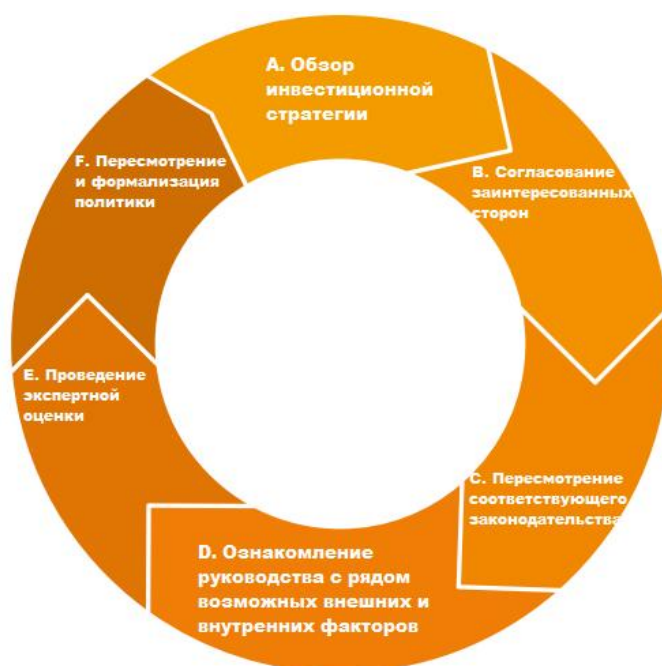 A. Обзор
инвестиционной
стратегии
B. Согласование
заинтересованных
сторон
C. Пересмотрение
соответствующего
законодательства
D. Ознакомление
руководства с рядом
возможных внешних и
внутренних факторов
E. Проведение
экспертной
оценки
F. Пересмотрение
и формализация
политики